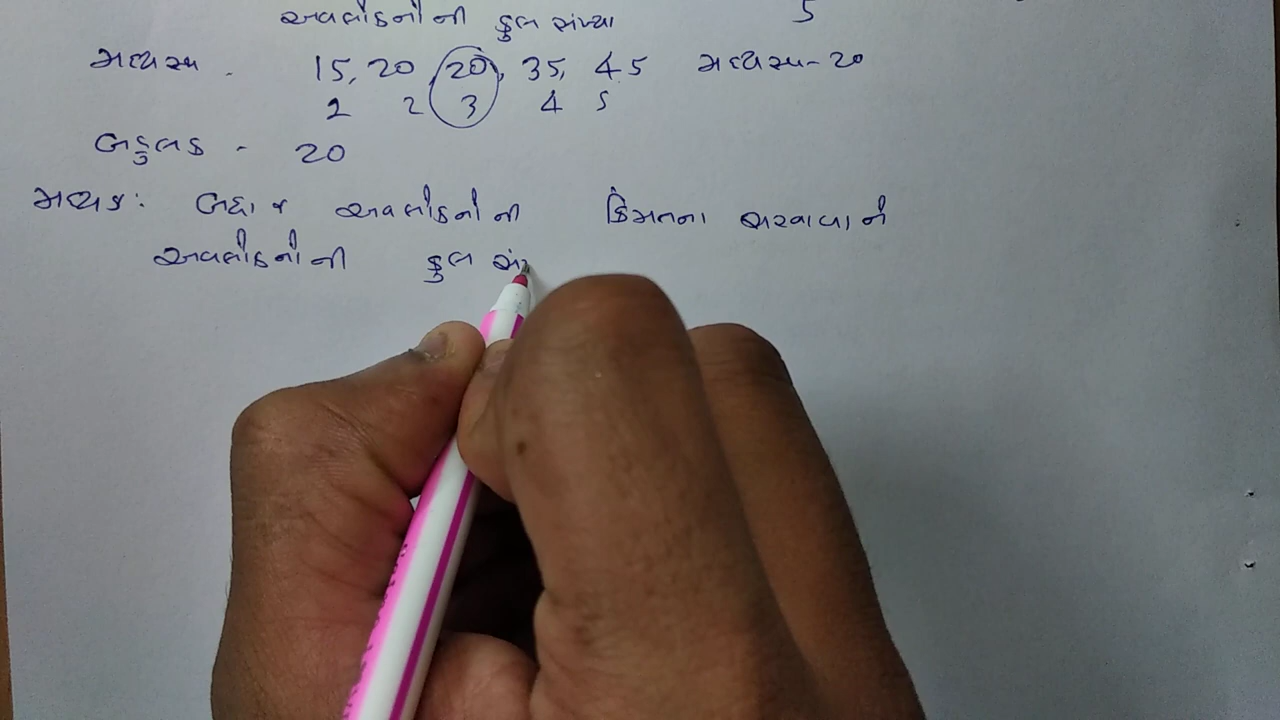 અવલોકનોની કુલ સંખ્યા 5
મધ્યસ્થ - 15, 20, 20, 35, 45 મધ્યસ્થ - 20
2 2 3 4 5
બહુલક - 20
મધ્યક: બધા જ અવલોકનોની કિંમતના સરવાળાને
અવલોકનોની કુલ સં